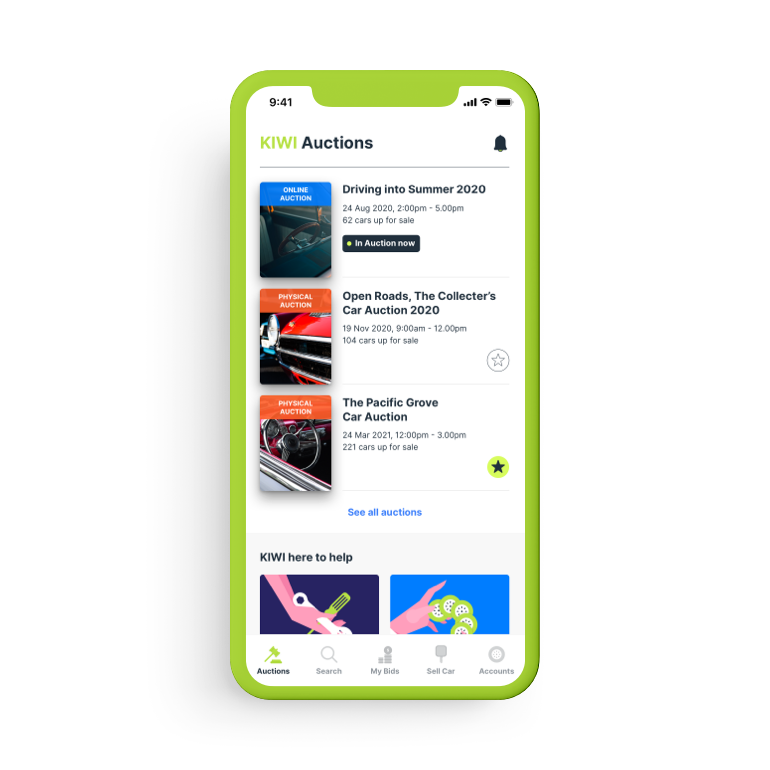 9:41
KIWI Auctions
ONLINE
AUCTION
Driving into Summer 2020
24 Aug 2020, 2:00pm - 5.00pm
62 cars up for sale
In Auction now
PHYSICAL
AUCTION
Open Roads, The Collecter's
Car Auction 2020
19 Nov 2020, 9:00am - 12.00pm
104 cars up for sale
PHYSICAL
AUCTION
The Pacific Grove
Car Auction
24 Mar 2021, 12:00pm - 3.00pm
221 cars up for sale
See all auctions
KIWI here to help
Auctions
Search
My Bids
Sell Car
Accounts